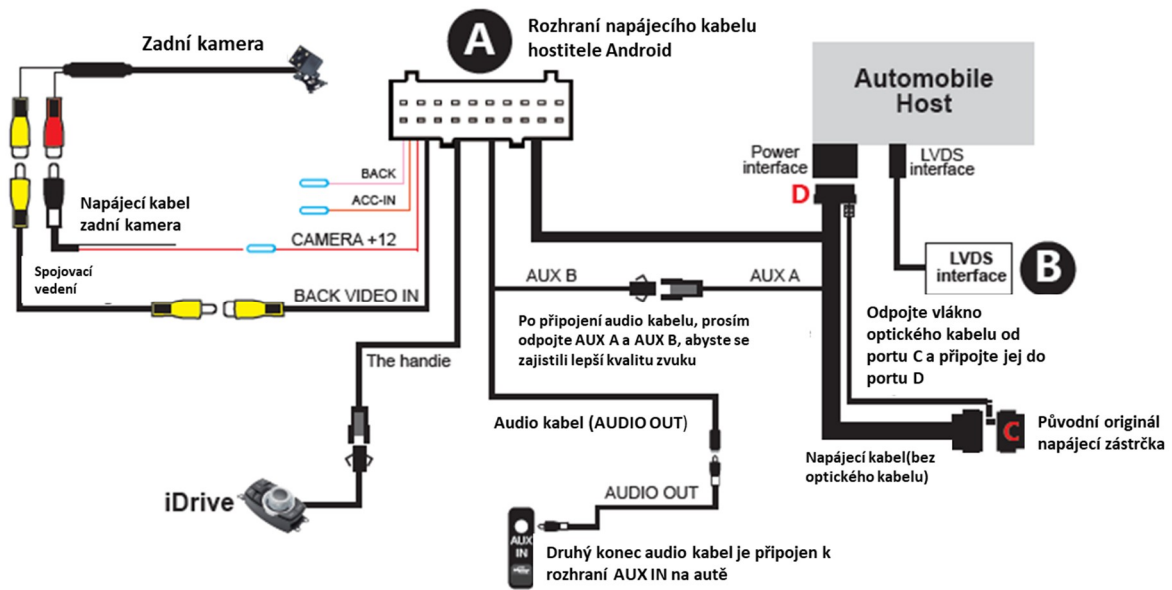 Zadní kamera
A
Rozhraní napájecího kabelu
hostitele Android
Automobile
Host
Power
interface
LVDS
interface
D
BACK
ACC-IN
CAMERA +12
Napájecí kabel
zadní kamera
Spojovací
vedení
BACK VIDEO IN
AUX B
AUX A
LVDS
interface
B
Po připojení audio kabelu, prosím
odpojte AUX A a AUX B, abyste se
zajistili lepší kvalitu zvuku
Odpojte vlákno
optického kabelu od
portu C a připojte jej do
portu D
The handie
Audio kabel (AUDIO OUT)
C
Původní originál
napájecí zástrčka
Napájecí kabel(bez
optického kabelu)
iDrive
AUDIO OUT
AUX
IN
Druhý konec audio kabel je připojen k
rozhraní AUX IN na autě